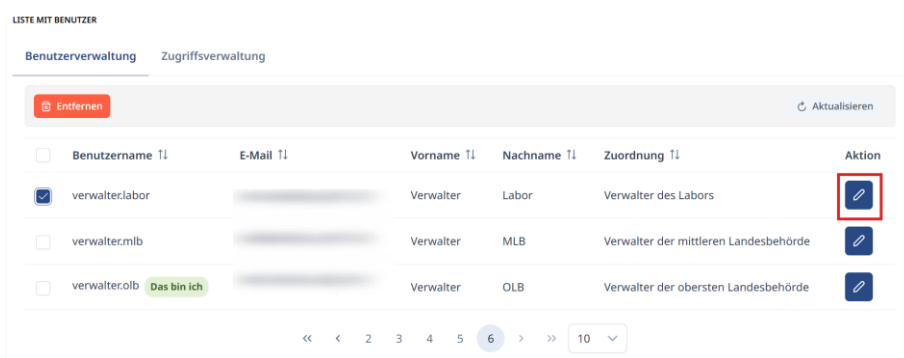 LISTE MIT BENUTZER
Benutzerverwaltung Zugriffsverwaltung
Entfernen Aktualisieren
Benutzername E-Mail Vorname Nachname Zuordnung Aktion
verwalter.labor Verwalter Labor Verwalter des Labors
verwalter.mlb Verwalter MLB Verwalter der mittleren Landesbehörde
verwalter.olb Das bin ich Verwalter OLB Verwalter der obersten Landesbehörde
« ‹ 2 3 4 5 6 › » 10